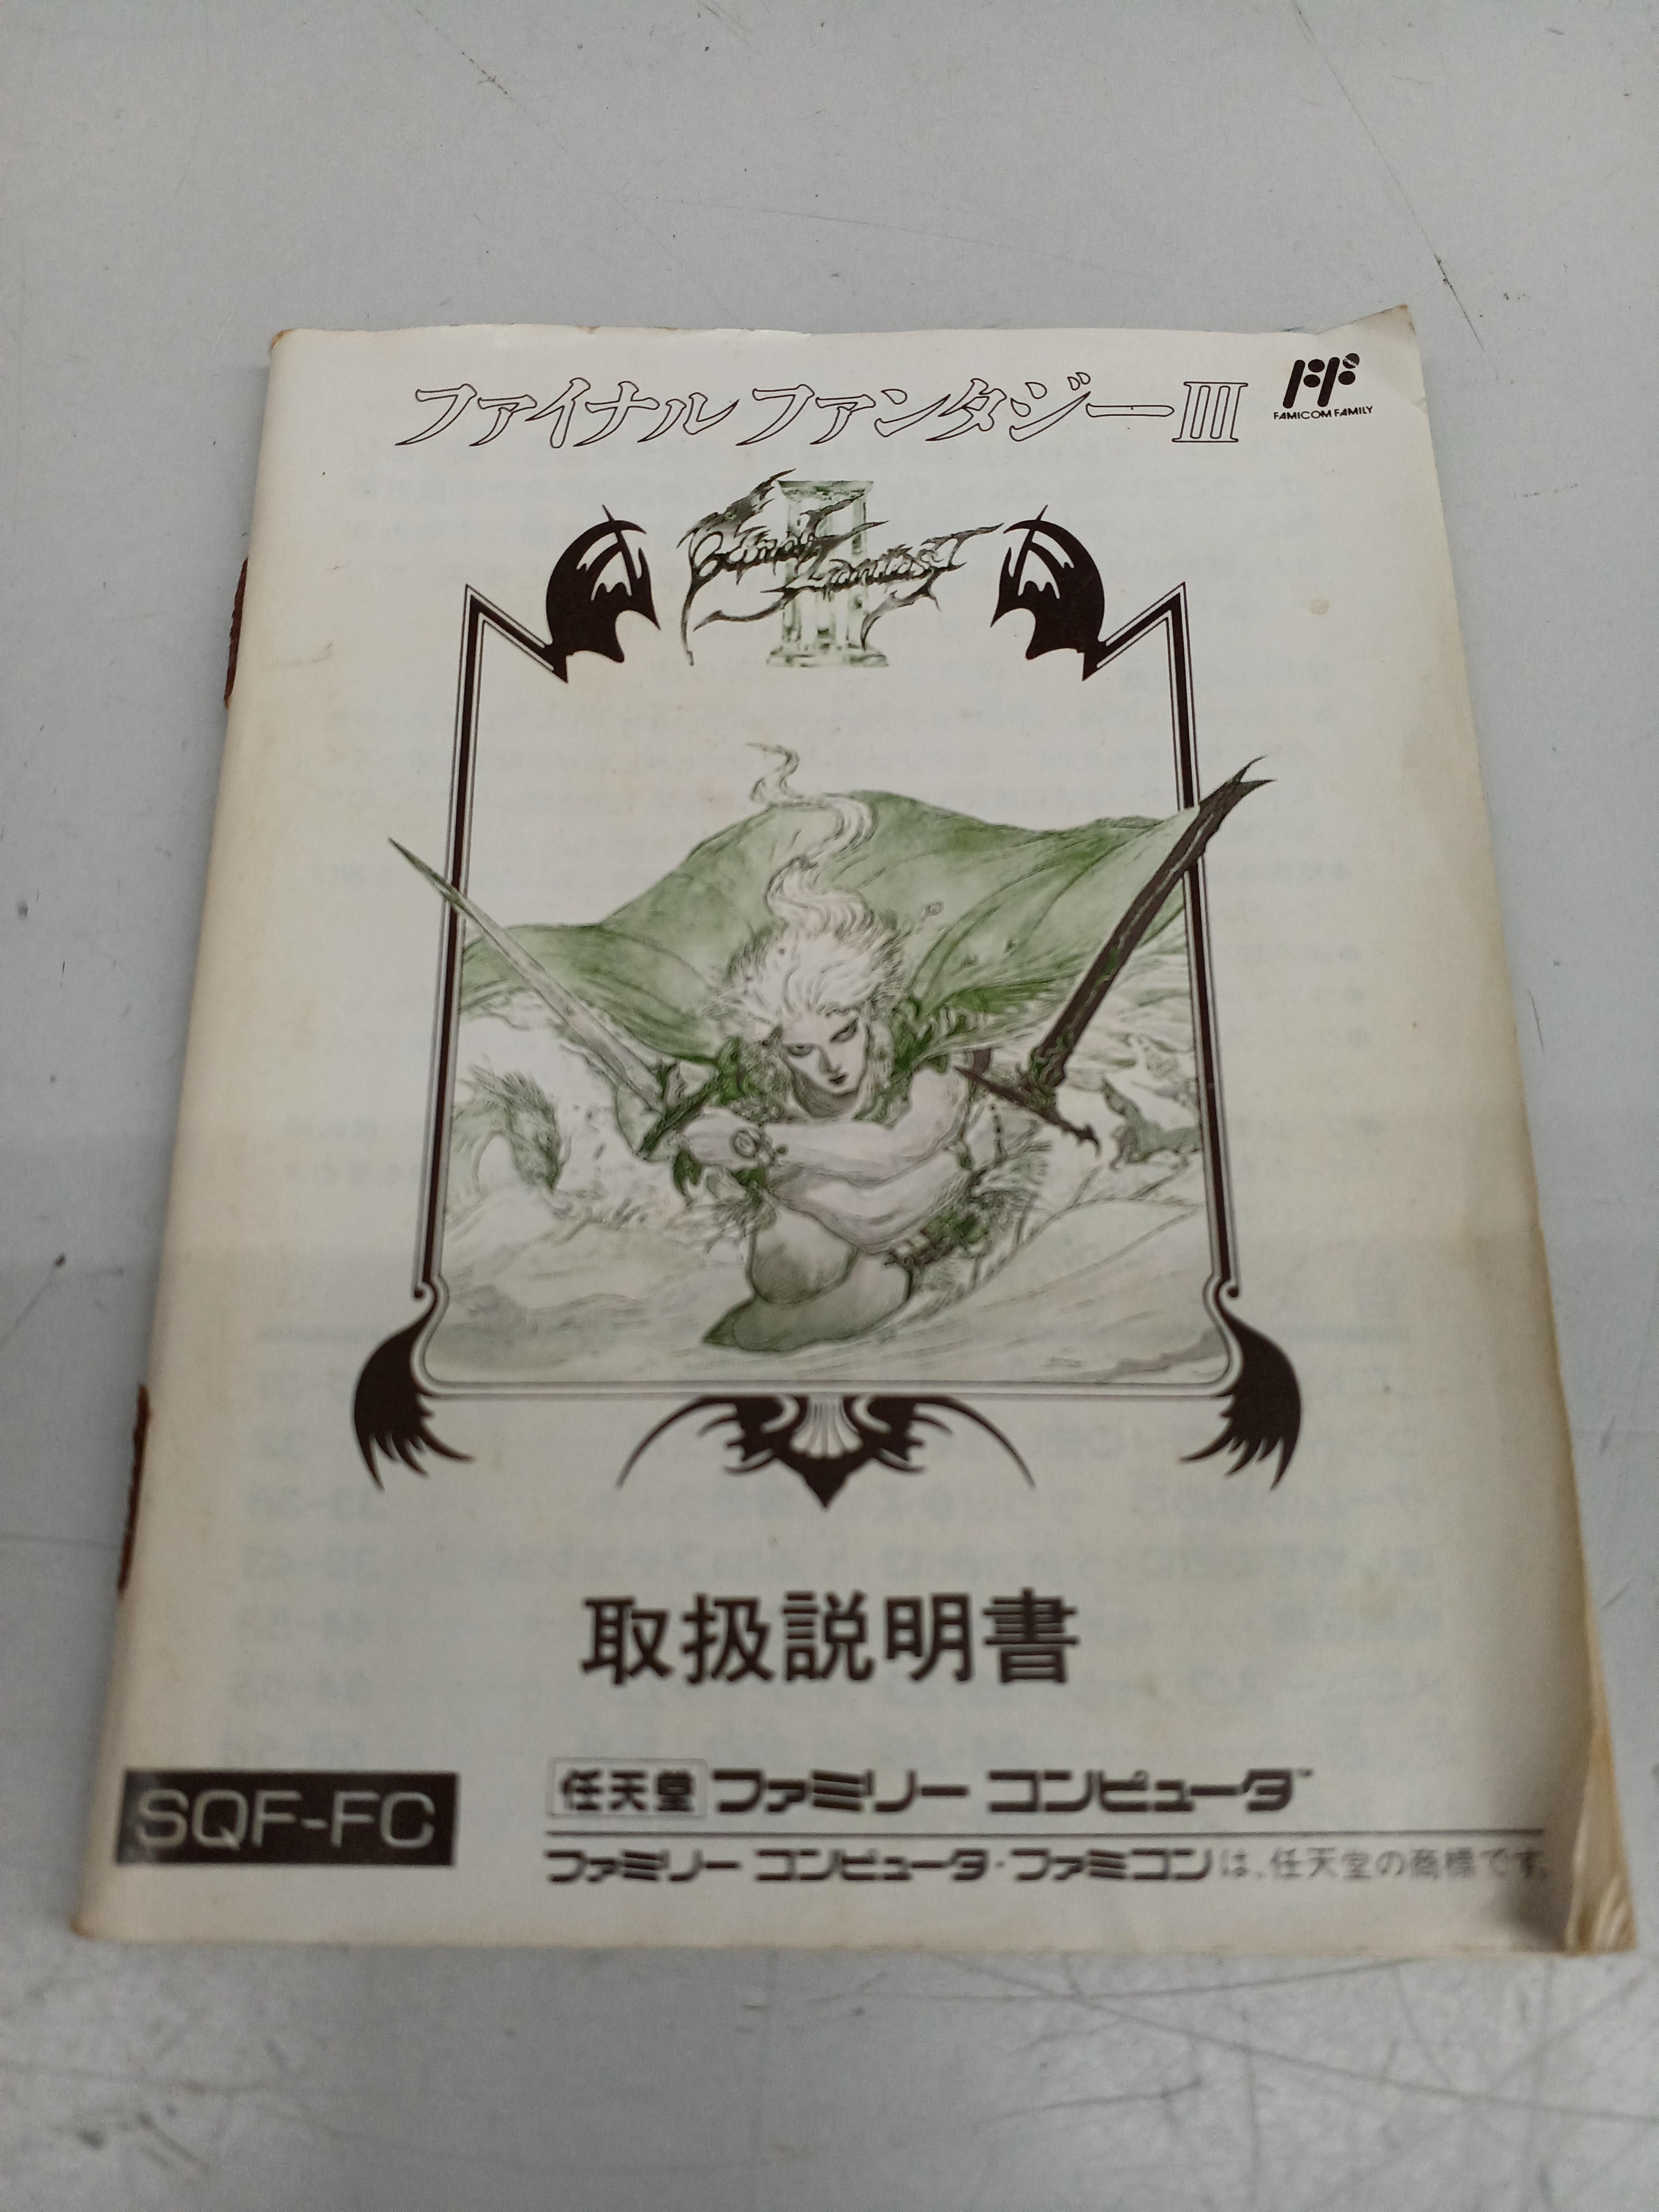 ファイナルファンタジーIII
FAMICOM FAMILY
Final Fantasy III
取扱説明書
SQF-FC
任天堂 ファミリー コンピュータ™
ファミリー コンピュータ・ファミコンは、任天堂の商標です。